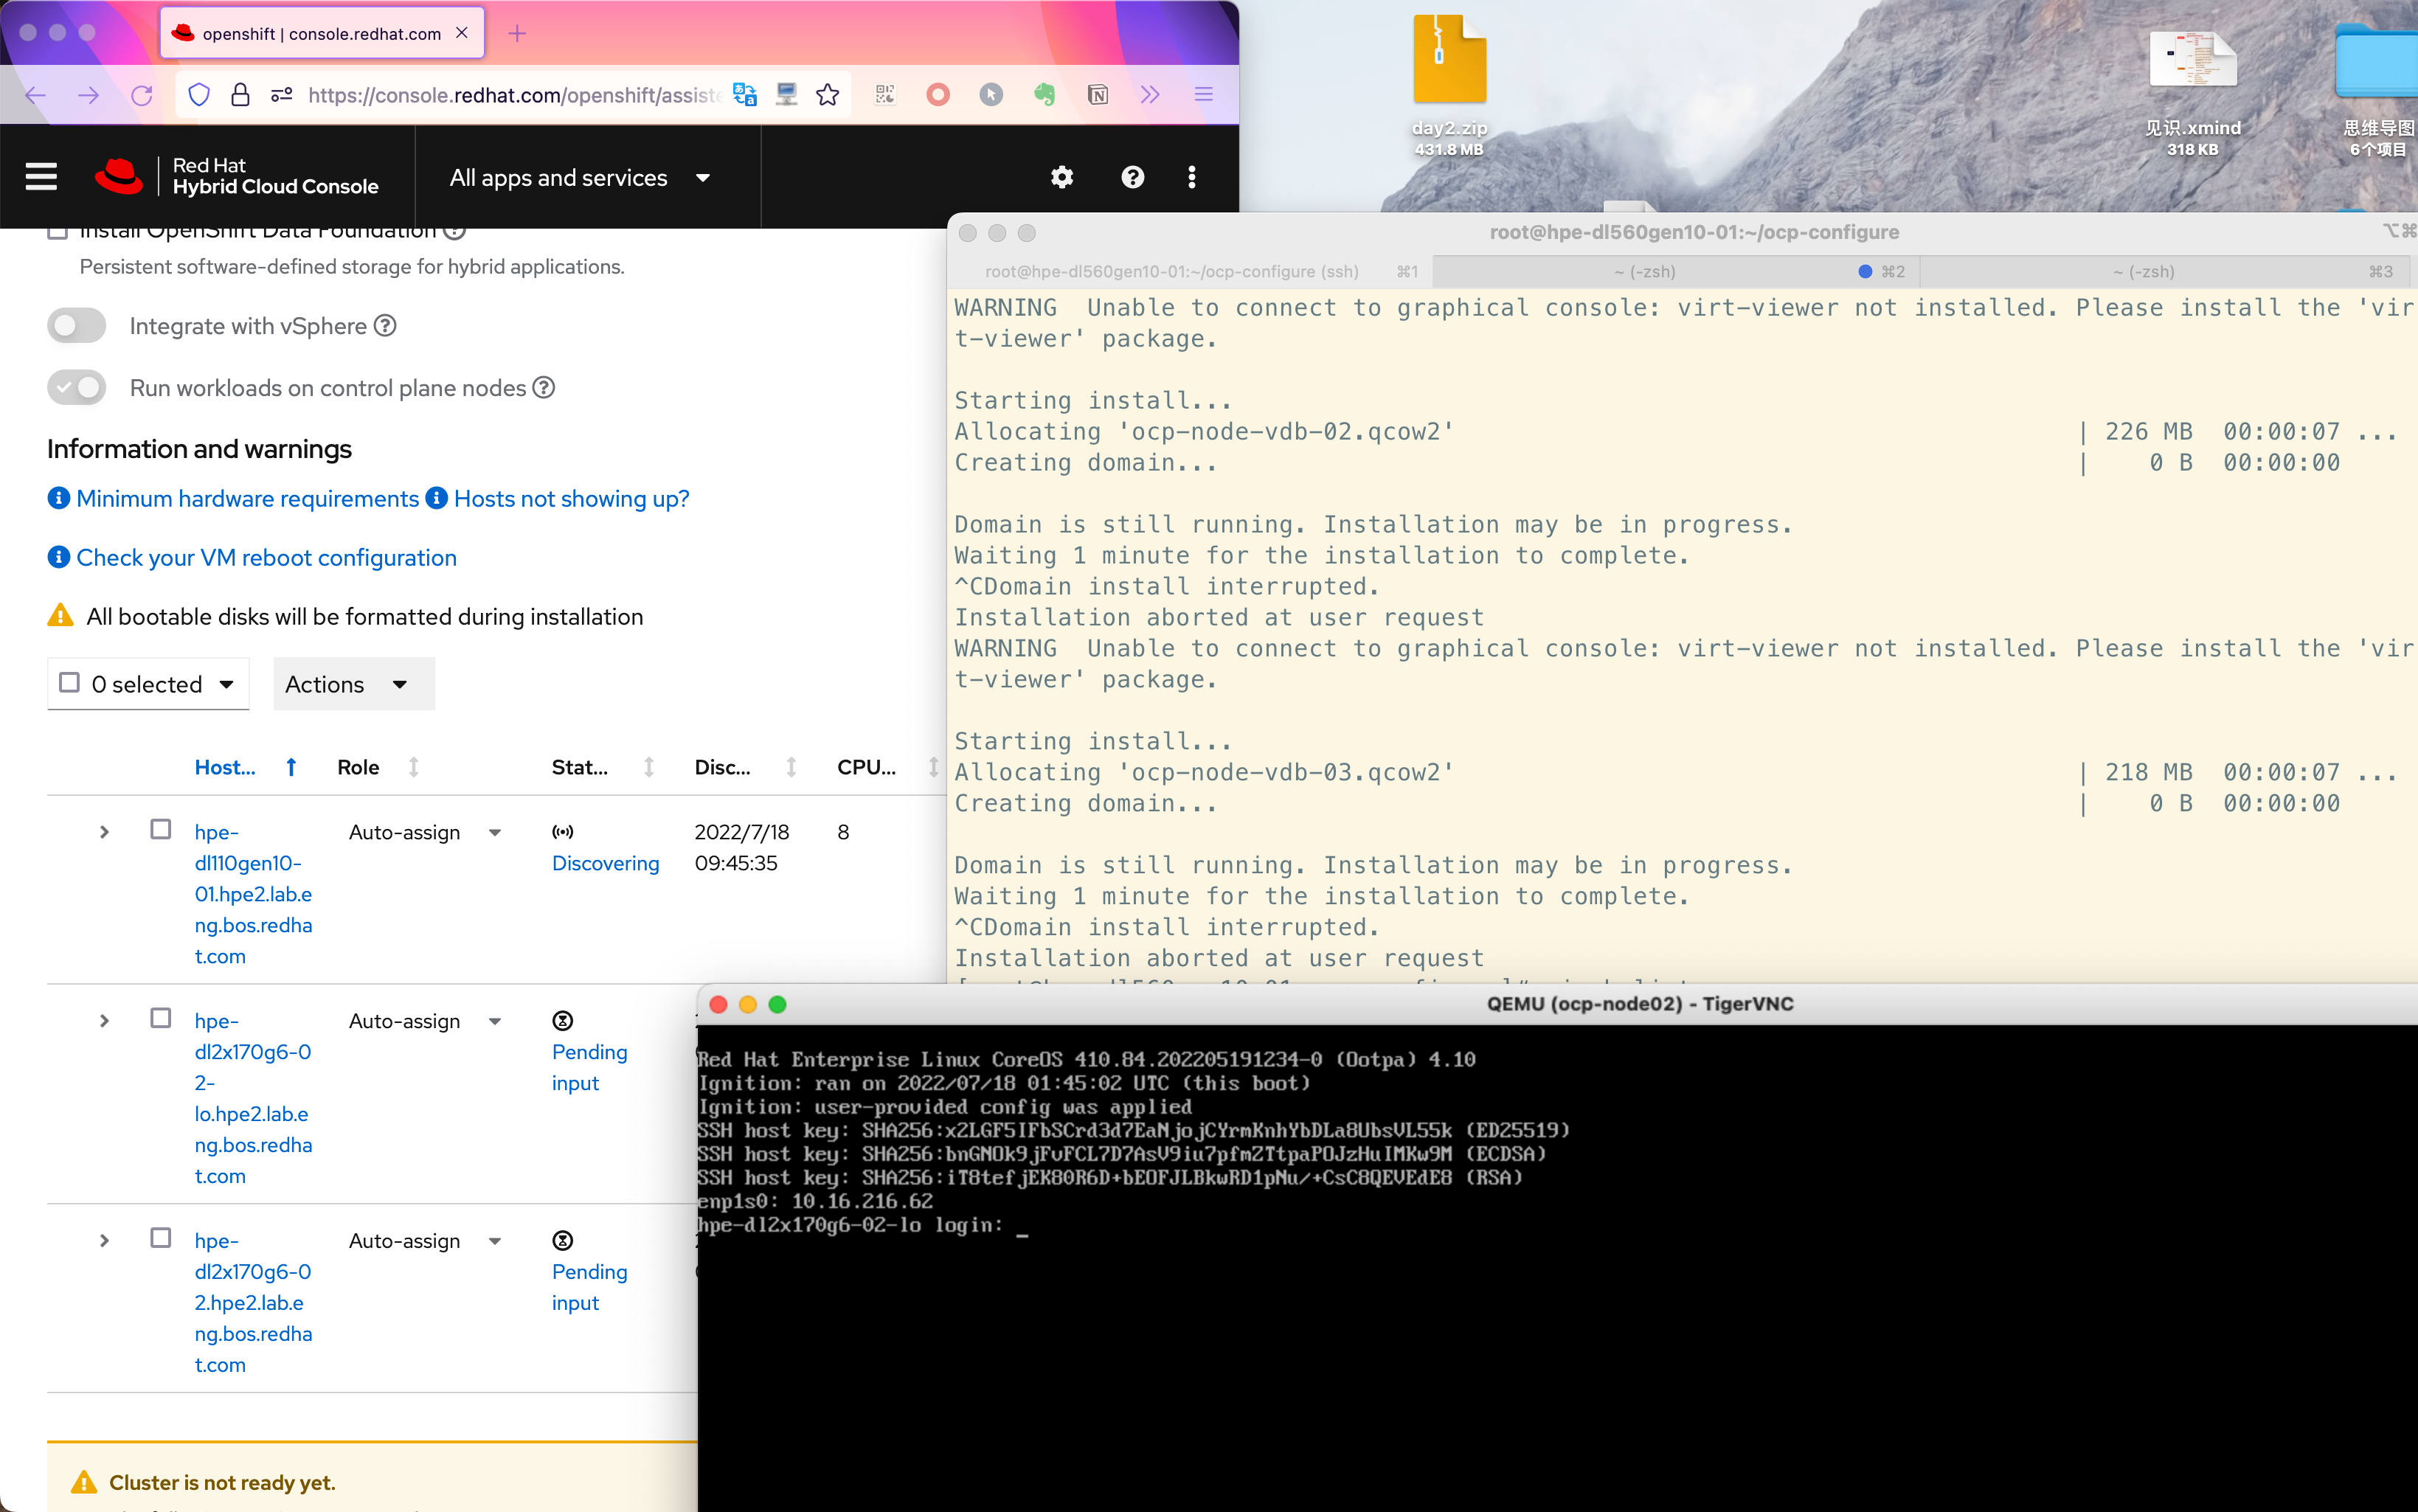 openshift | console.redhat.com
https://console.redhat.com/openshift/assiste
Red Hat
Hybrid Cloud Console
All apps and services
Install OpenShift Data Foundation
Persistent software-defined storage for hybrid applications.
Integrate with vSphere
Run workloads on control plane nodes
Information and warnings
Minimum hardware requirements Hosts not showing up?
Check your VM reboot configuration
All bootable disks will be formatted during installation
0 selected Actions
Host... Role Stat... Disc... CPU...
hpe-
dl110gen10-
01.hpe2.lab.e
ng.bos.redha
t.com
Auto-assign
Discovering
2022/7/18
09:45:35
8
hpe-
dl2x170g6-0
2-
lo.hpe2.lab.e
ng.bos.redha
t.com
Auto-assign
Pending
input
hpe-
dl2x170g6-0
2.hpe2.lab.e
ng.bos.redha
t.com
Auto-assign
Pending
input
Cluster is not ready yet.
day2.zip
431.8 MB
见识.xmind
318 KB
思维导图
6个项目
root@hpe-dl560gen10-01:~/ocp-configure ⌥⌘
root@hpe-dl560gen10-01:~/ocp-configure (ssh) ⌘1 ~ (-zsh) ⌘2 ~ (-zsh) ⌘3
WARNING  Unable to connect to graphical console: virt-viewer not installed. Please install the 'vir
t-viewer' package.
Starting install...
Allocating 'ocp-node-vdb-02.qcow2' | 226 MB  00:00:07 ...
Creating domain... |    0 B  00:00:00
Domain is still running. Installation may be in progress.
Waiting 1 minute for the installation to complete.
^CDomain install interrupted.
Installation aborted at user request
WARNING  Unable to connect to graphical console: virt-viewer not installed. Please install the 'vir
t-viewer' package.
Starting install...
Allocating 'ocp-node-vdb-03.qcow2' | 218 MB  00:00:07 ...
Creating domain... |    0 B  00:00:00
Domain is still running. Installation may be in progress.
Waiting 1 minute for the installation to complete.
^CDomain install interrupted.
Installation aborted at user request
QEMU (ocp-node02) - TigerVNC
Red Hat Enterprise Linux CoreOS 410.84.202205191234-0 (Ootpa) 4.10
Ignition: ran on 2022/07/18 01:45:02 UTC (this boot)
Ignition: user-provided config was applied
SSH host key: SHA256:x2LGF5IFbSCrd3d7EaNjojCYrmKnhYbDLa8UbsVL55k (ED25519)
SSH host key: SHA256:bnGNOk9jFvFCL7D7AsV9iu7pfmZTtpaPOJzHuIMKw9M (ECDSA)
SSH host key: SHA256:iT8tefjEK80R6D+bEOFJLBkwRD1pNu/+CsC8QEVEdE8 (RSA)
enp1s0: 10.16.216.62
hpe-dl2x170g6-02-lo login: _